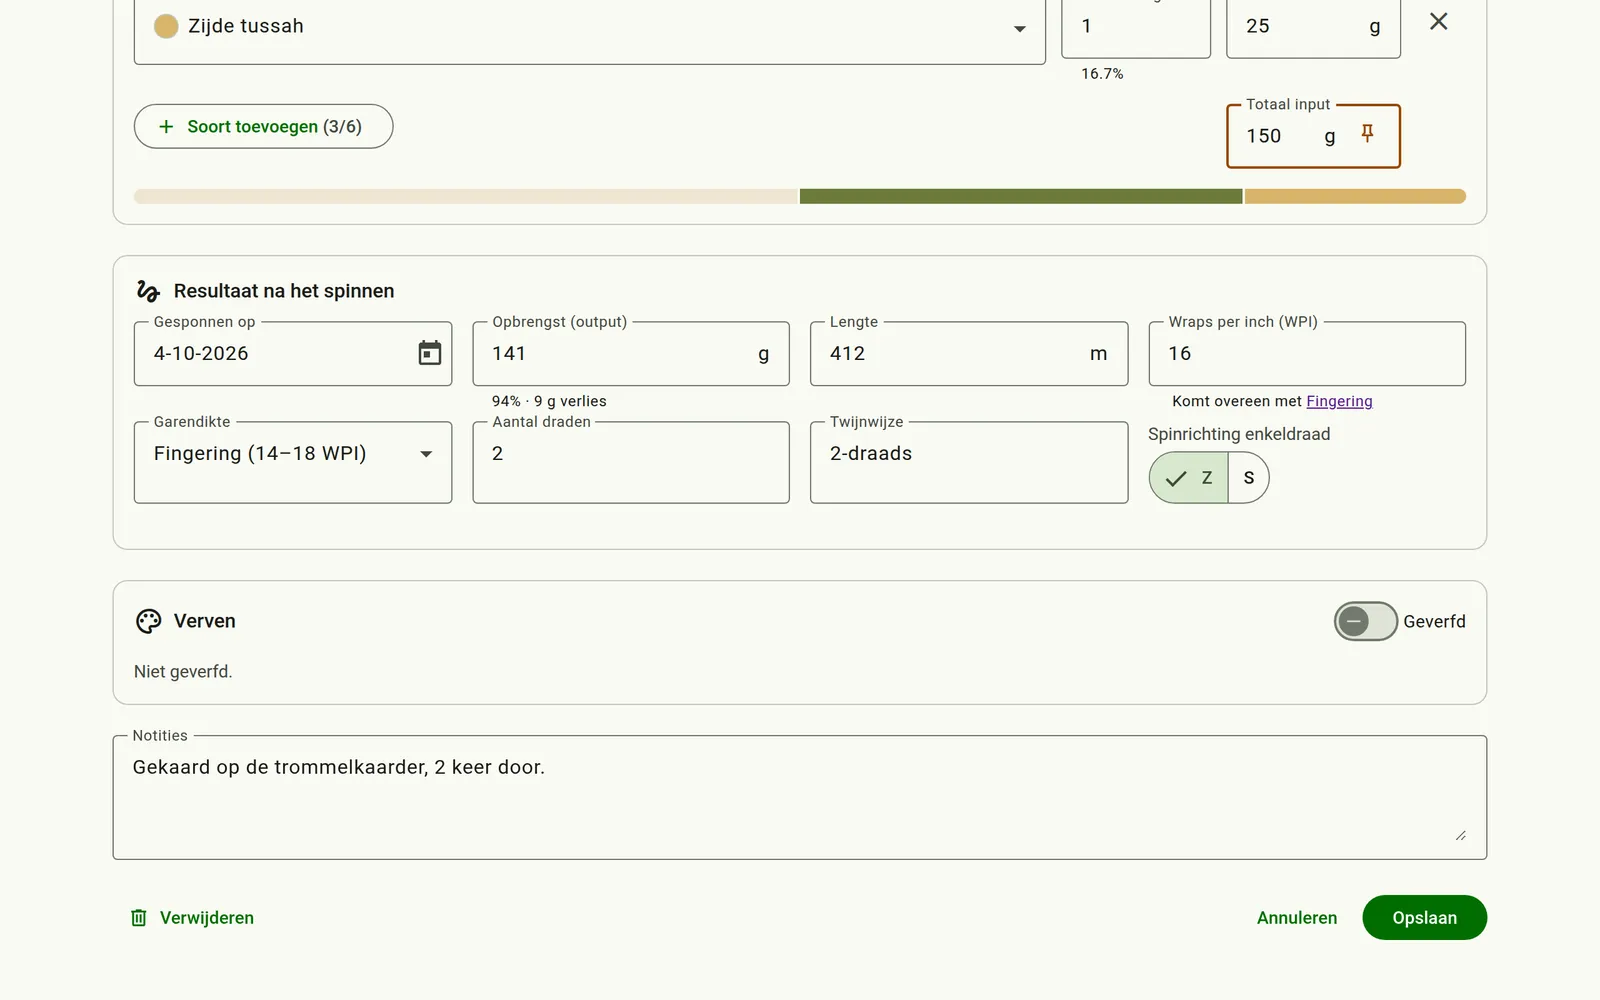 Zijde tussah
1
25 g
16.7%
Soort toevoegen (3/6)
Totaal input
150 g
Resultaat na het spinnen
Gesponnen op
4-10-2026
Opbrengst (output)
141 g
94% · 9 g verlies
Lengte
412 m
Wraps per inch (WPI)
16
Komt overeen met Fingering
Garendikte
Fingering (14–18 WPI)
Aantal draden
2
Twijnwijze
2-draads
Spinrichting enkeldraad
Z S
Verven
Geverfd
Niet geverfd.
Notities
Gekaard op de trommelkaarder, 2 keer door.
Verwijderen
Annuleren
Opslaan